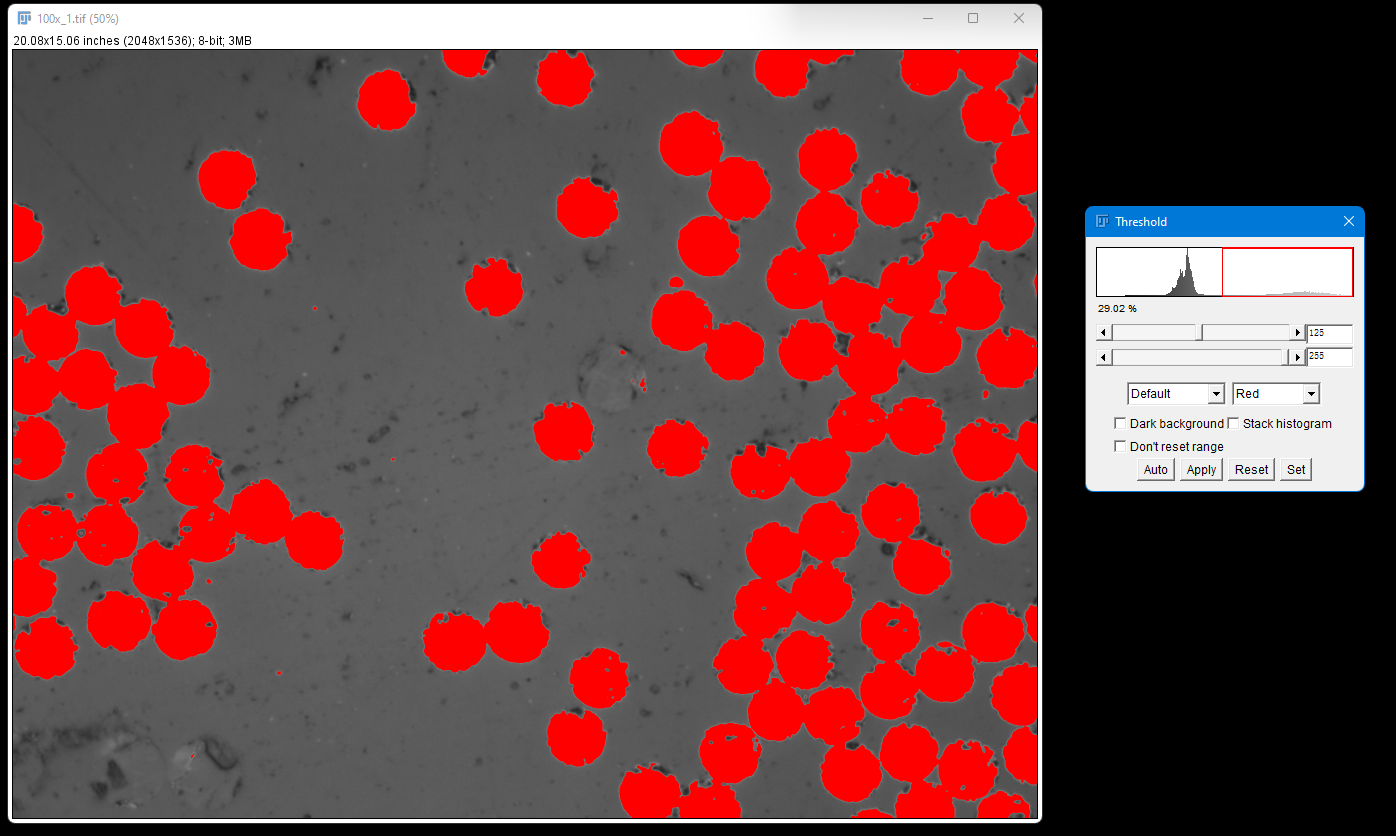 100x_1.tif (50%)
20.08x15.06 inches (2048x1536); 8-bit; 3MB
Threshold
29.02 %
125
255
Default Red
Dark background Stack histogram
Don't reset range
Auto Apply Reset Set